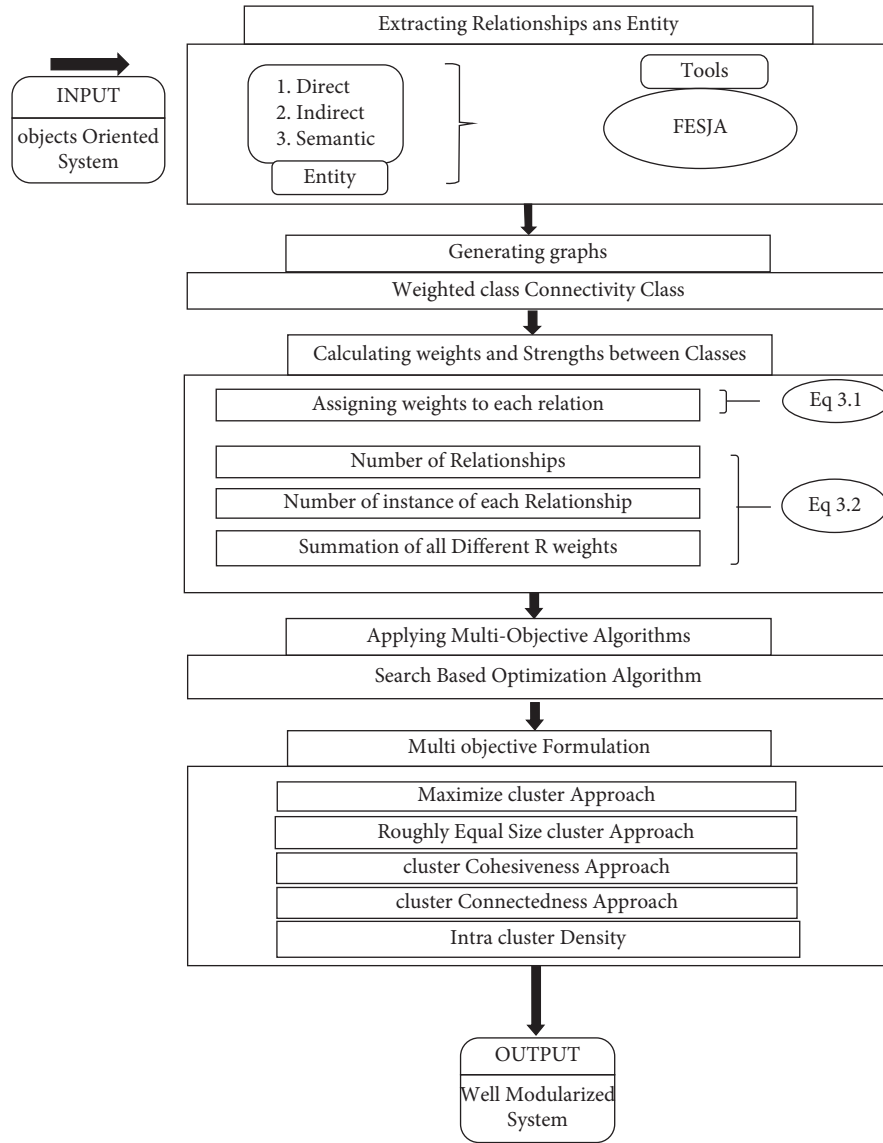 Extracting Relationships ans Entity
INPUT
objects Oriented
System
1. Direct
2. Indirect
3. Semantic
Entity
Tools
FESJA
Generating graphs
Weighted class Connectivity Class
Calculating weights and Strengths between Classes
Assigning weights to each relation
Eq 3.1
Number of Relationships
Number of instance of each Relationship
Summation of all Different R weights
Eq 3.2
Applying Multi-Objective Algorithms
Search Based Optimization Algorithm
Multi objective Formulation
Maximize cluster Approach
Roughly Equal Size cluster Approach
cluster Cohesiveness Approach
cluster Connectedness Approach
Intra cluster Density
OUTPUT
Well Modularized
System